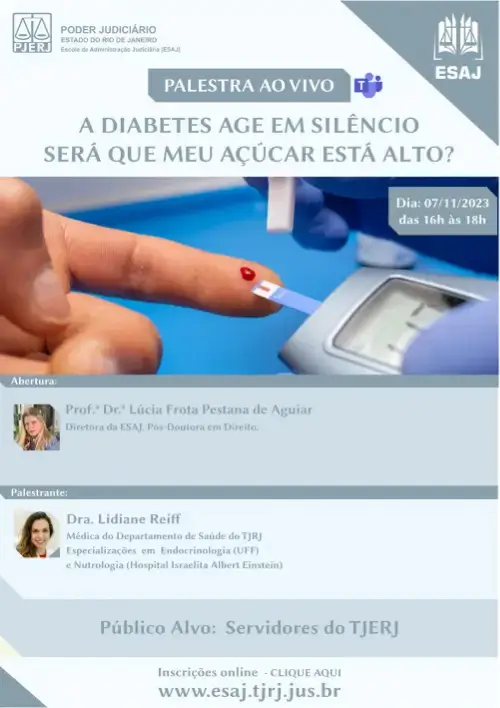 PJERJ
PODER JUDICIÁRIO
ESTADO DO RIO DE JANEIRO
Escola de Administração Judiciária (ESAJ)
ESAJ
PALESTRA AO VIVO
T
A DIABETES AGE EM SILÊNCIO
SERÁ QUE MEU AÇÚCAR ESTÁ ALTO?
Dia: 07/11/2023
das 16h às 18h
Abertura:
Prof.ª Dr.ª Lúcia Frota Pestana de Aguiar
Diretora da ESAJ. Pós-Doutora em Direito.
Palestrante:
Dra. Lidiane Reiff
Médica do Departamento de Saúde do TJRJ
Especializações em Endocrinologia (UFF)
e Nutrologia (Hospital Israelita Albert Einstein)
Público Alvo: Servidores do TJERJ
Inscrições online - CLIQUE AQUI
www.esaj.tjrj.jus.br